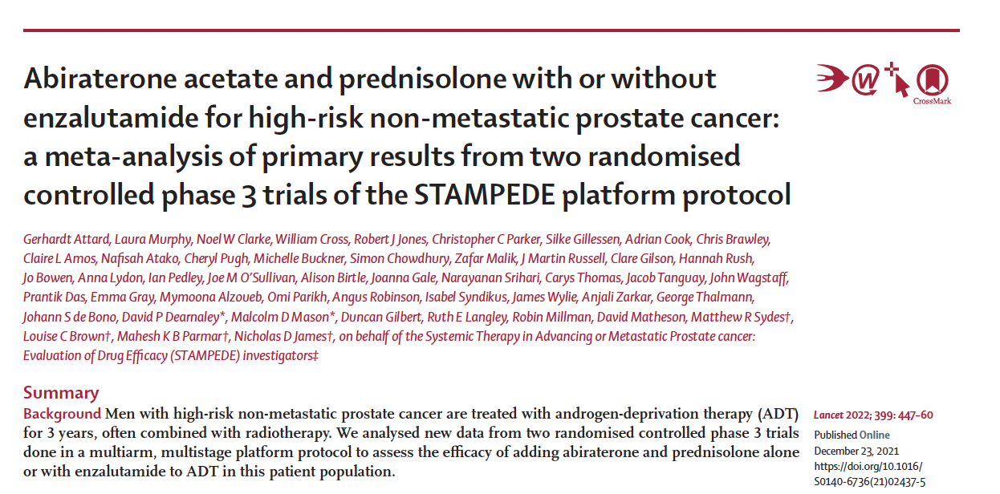 Abiraterone acetate and prednisolone with or without
enzalutamide for high-risk non-metastatic prostate cancer:
a meta-analysis of primary results from two randomised
controlled phase 3 trials of the STAMPEDE platform protocol
W
CrossMark
Gerhardt Attard, Laura Murphy, Noel W Clarke, William Cross, Robert J Jones, Christopher C Parker, Silke Gillessen, Adrian Cook, Chris Brawley,
Claire L Amos, Nafisah Atako, Cheryl Pugh, Michelle Buckner, Simon Chowdhury, Zafar Malik, J Martin Russell, Clare Gilson, Hannah Rush,
Jo Bowen, Anna Lydon, Ian Pedley, Joe M O'Sullivan, Alison Birtle, Joanna Gale, Narayanan Srihari, Carys Thomas, Jacob Tanguay, John Wagstaff,
Prantik Das, Emma Gray, Mymoona Alzoueb, Omi Parikh, Angus Robinson, Isabel Syndikus, James Wylie, Anjali Zarkar, George Thalmann,
Johann S de Bono, David P Dearnaley*, Malcolm D Mason*, Duncan Gilbert, Ruth E Langley, Robin Millman, David Matheson, Matthew R Sydes†,
Louise C Brown†, Mahesh K B Parmar†, Nicholas D James†, on behalf of the Systemic Therapy in Advancing or Metastatic Prostate cancer:
Evaluation of Drug Efficacy (STAMPEDE) investigators‡
Summary
Background Men with high-risk non-metastatic prostate cancer are treated with androgen-deprivation therapy (ADT)
for 3 years, often combined with radiotherapy. We analysed new data from two randomised controlled phase 3 trials
done in a multiarm, multistage platform protocol to assess the efficacy of adding abiraterone and prednisolone alone
or with enzalutamide to ADT in this patient population.
Lancet 2022; 399: 447–60
Published Online
December 23, 2021
https://doi.org/10.1016/
S0140-6736(21)02437-5